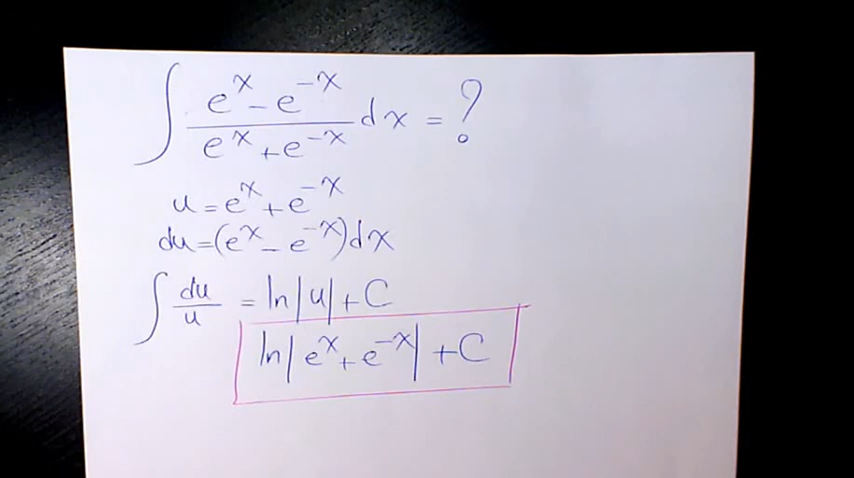 ∫ (e^x - e^-x)/(e^x + e^-x) dx = ?
u = e^x + e^-x
du = (e^x - e^-x)dx
∫ du/u = ln|u| + C
ln|e^x + e^-x| + C